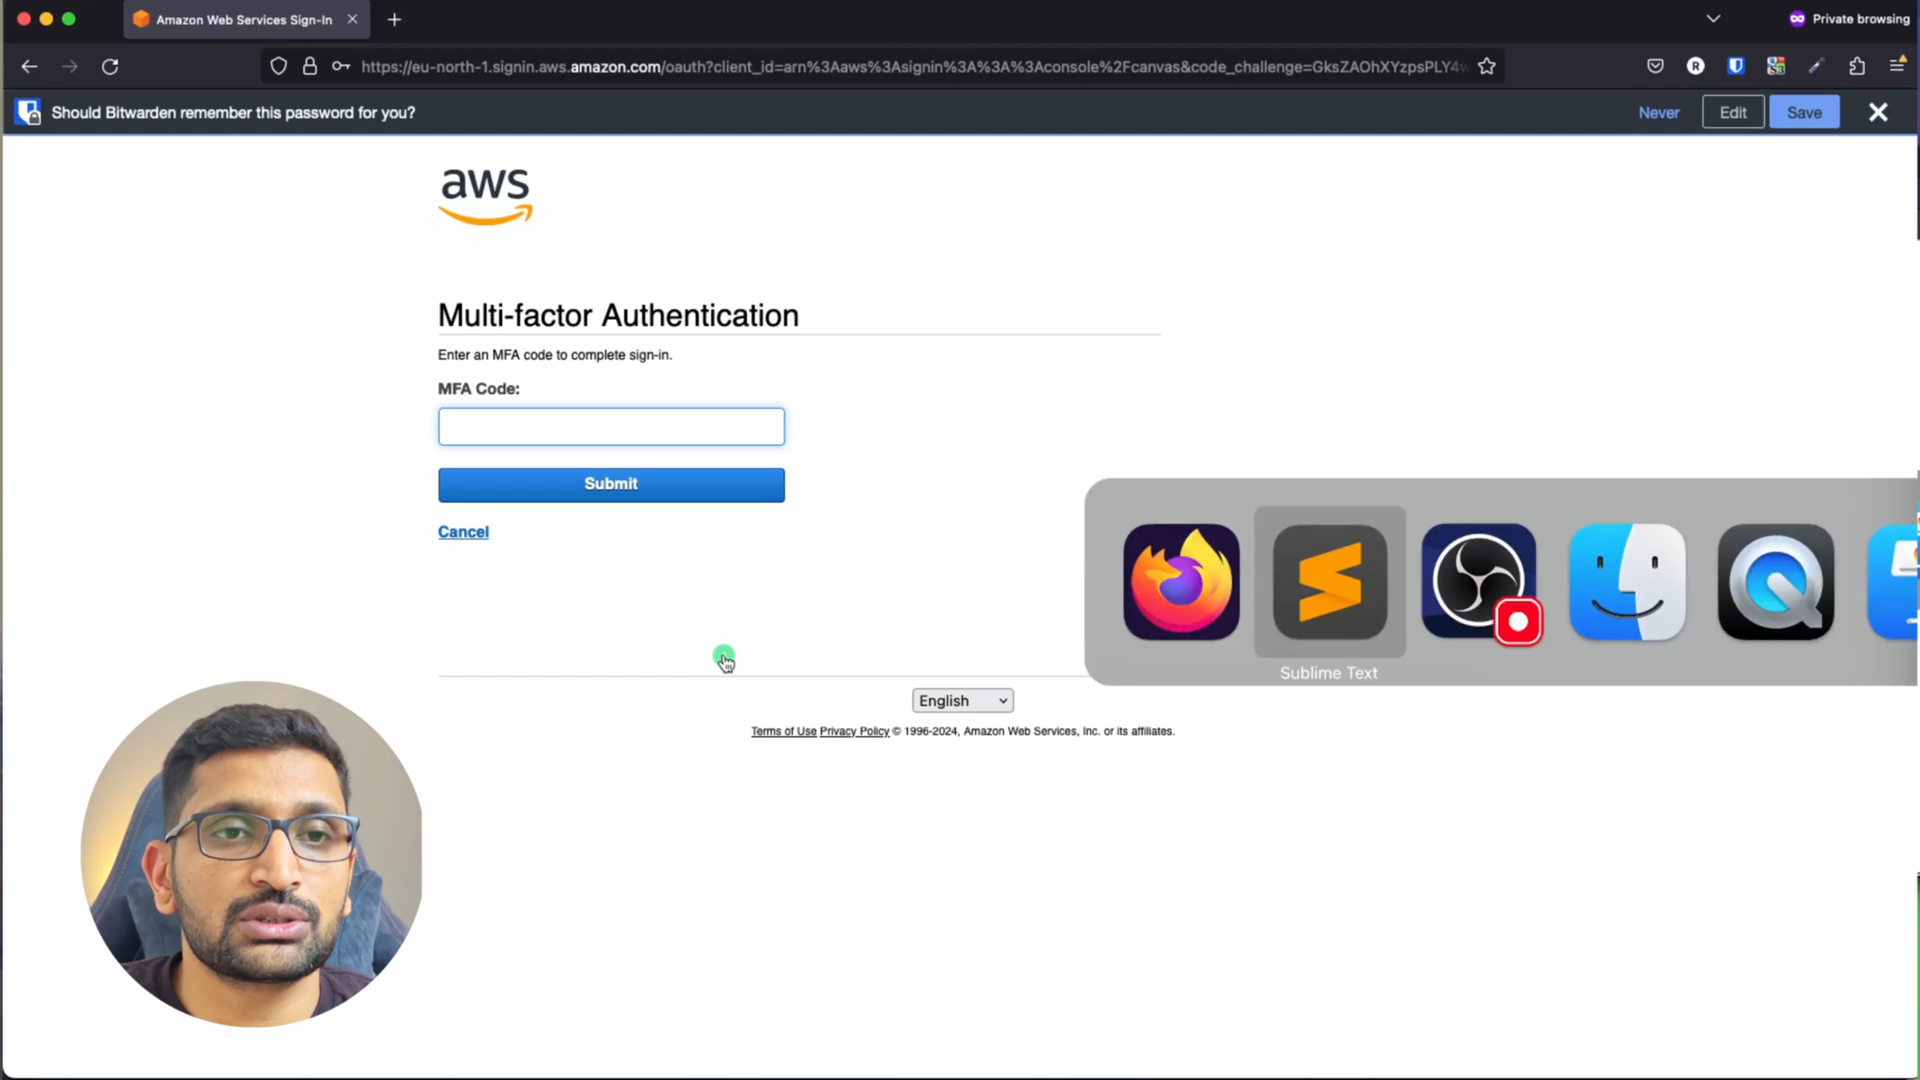 Amazon Web Services Sign-In
Private browsing
https://eu-north-1.signin.aws.amazon.com/oauth?client_id=arn%3Aaws%3Asignin%3A%3A%3Aconsole%2Fcanvas&code_challenge=GksZAOhXYzpsPLY4
Should Bitwarden remember this password for you?
Never
Edit
Save
aws
Multi-factor Authentication
Enter an MFA code to complete sign-in.
MFA Code:
Submit
Cancel
Sublime Text
English
Terms of Use Privacy Policy © 1996-2024, Amazon Web Services, Inc. or its affiliates.